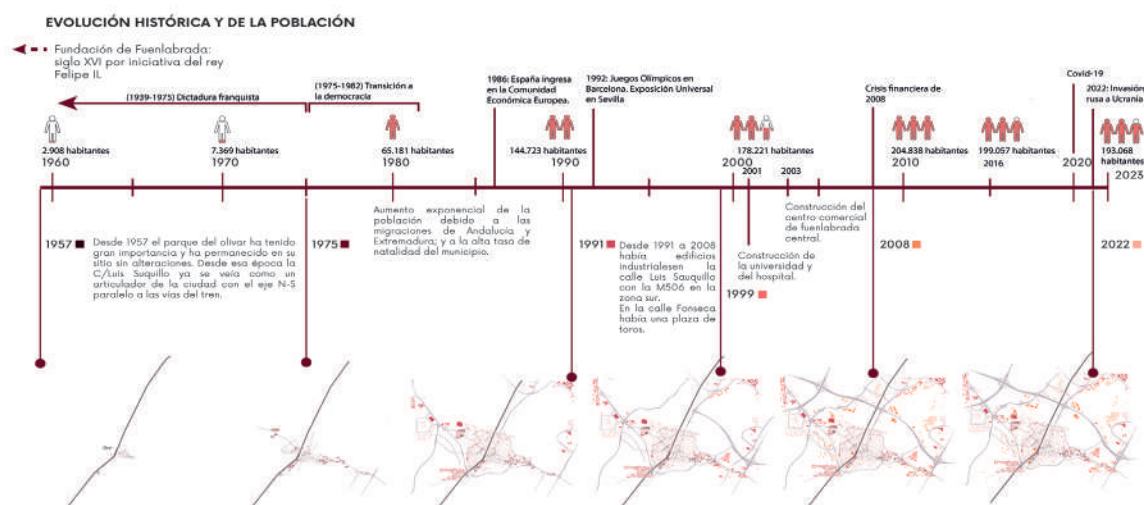 EVOLUCIÓN HISTÓRICA Y DE LA POBLACIÓN
Fundación de Fuenlabrada:
siglo XVI por iniciativa del rey
Felipe II.
(1939-1975) Dictadura franquista
(1975-1982) Transición a
la democracia
1986: España ingresa
en la Comunidad
Económica Europea.
1992: Juegos Olímpicos en
Barcelona. Exposición Universal
en Sevilla
Crisis financiera de
2008
Covid-19
2022: Invasión
rusa a Ucrania
2.908 habitantes
1960
7.369 habitantes
1970
65.181 habitantes
1980
144.723 habitantes
1990
178.221 habitantes
2000
2001
2003
204.838 habitantes
2010
199.057 habitantes
2016
2020
193.068
habitantes
2023
1957
Desde 1957 el parque del olivar ha tenido
gran importancia y ha permanecido en su
sitio sin alteraciones. Desde esa época la
C/Luis Suquillo ya se veía como un
articulador de la ciudad con el eje N-S
paralelo a las vías del tren.
1975
Aumento exponencial de la
población debido a las
migraciones de Andalucía y
Extremadura; y a la alta tasa de
natalidad del municipio.
1991
Desde 1991 a 2008
había edificios
industrialesen la
calle Luis Sauquillo
con la M506 en la
zona sur.
En la calle Fonseca
había una plaza de
toros.
1999
Construcción de
la universidad y
del hospital.
Construcción del
centro comercial
de fuenlabrada
central.
2008
2022